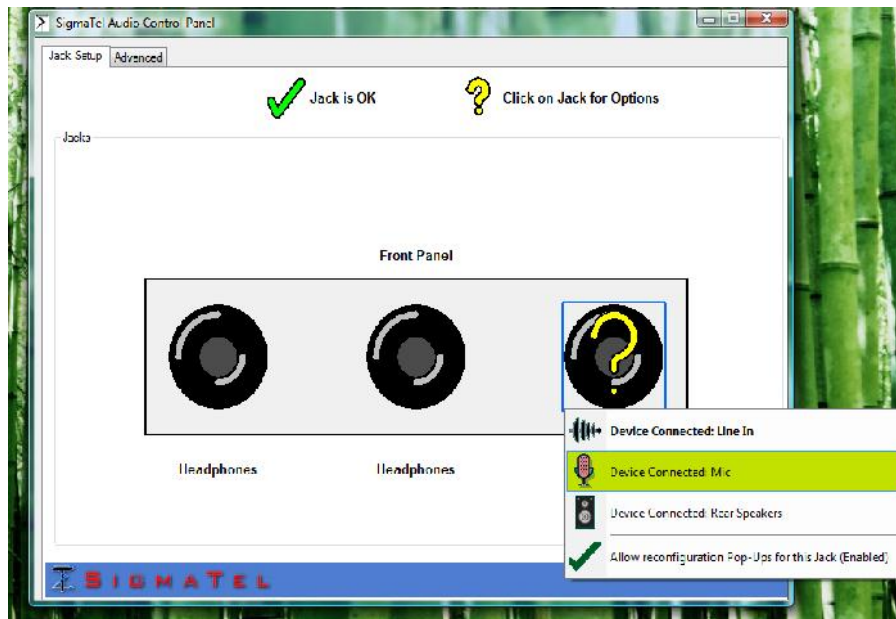 SigmaTel Audio Control Panel
Jack Setup
Advanced
Jack is OK
Click on Jack for Options
Jacks
Front Panel
Headphones
Headphones
Device Connected: Line In
Device Connected: Mic
Device Connected: Rear Speakers
Allow reconfiguration Pop-Ups for this Jack (Enabled)
SIGMATEL